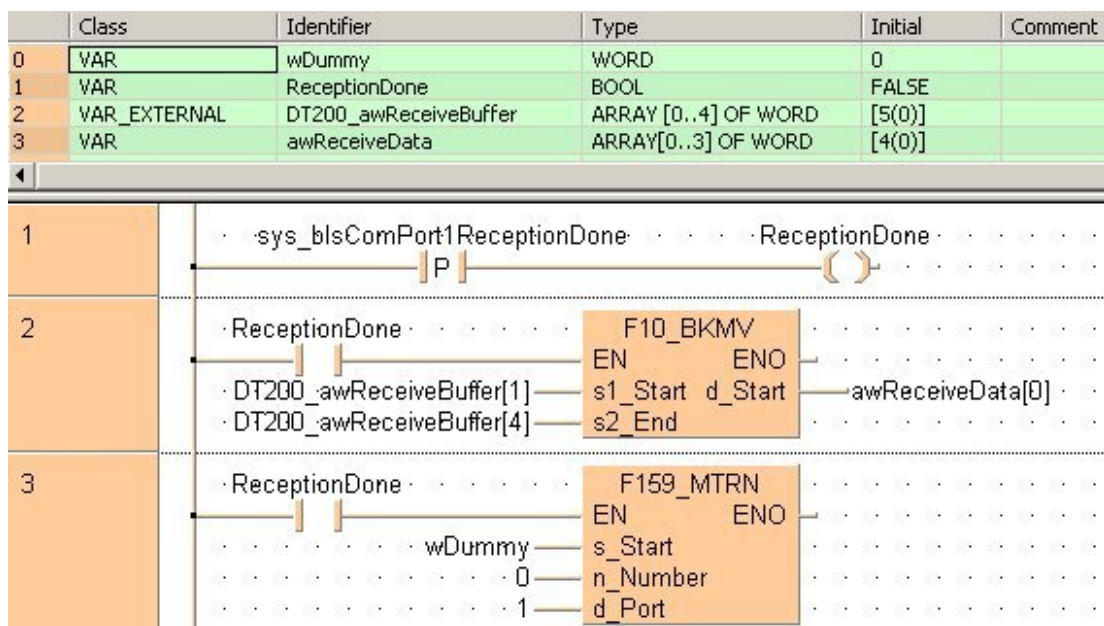 Class Identifier Type Initial Comment
0 VAR wDummy WORD 0
1 VAR ReceptionDone BOOL FALSE
2 VAR_EXTERNAL DT200_awReceiveBuffer ARRAY [0..4] OF WORD [5(0)]
3 VAR awReceiveData ARRAY[0..3] OF WORD [4(0)]
1 sys_bIsComPort1ReceptionDone ReceptionDone
P
2 ReceptionDone F10_BKMV
EN ENO
DT200_awReceiveBuffer[1] s1_Start d_Start awReceiveData[0]
DT200_awReceiveBuffer[4] s2_End
3 ReceptionDone F159_MTRN
EN ENO
wDummy s_Start
0 n_Number
1 d_Port